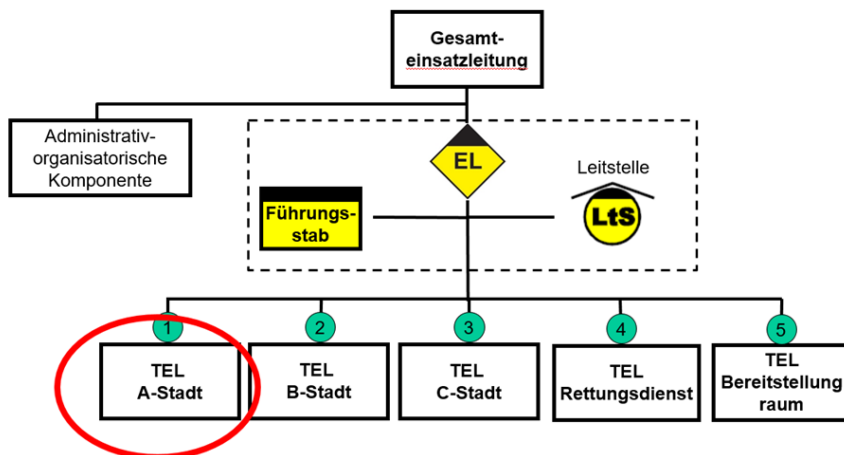 Gesamt-
einsatzleitung
Administrativ-
organisatorische
Komponente
EL
Leitstelle
Führungs-
stab
LtS
1
2
3
4
5
TEL
A-Stadt
TEL
B-Stadt
TEL
C-Stadt
TEL
Rettungsdienst
TEL
Bereitstellung
raum